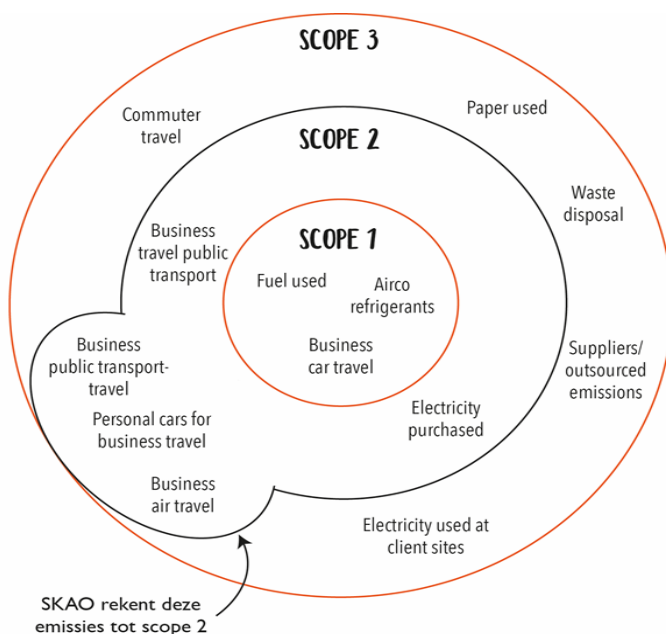 SCOPE 3
Commuter
travel
Paper used
SCOPE 2
Waste
disposal
Business
travel public
transport
SCOPE 1
Fuel used
Airco
refrigerants
Business
car travel
Business
public transport-
travel
Suppliers/
outsourced
emissions
Personal cars for
business travel
Electricity
purchased
Business
air travel
Electricity used at
client sites
SKAO rekent deze
emissies tot scope 2